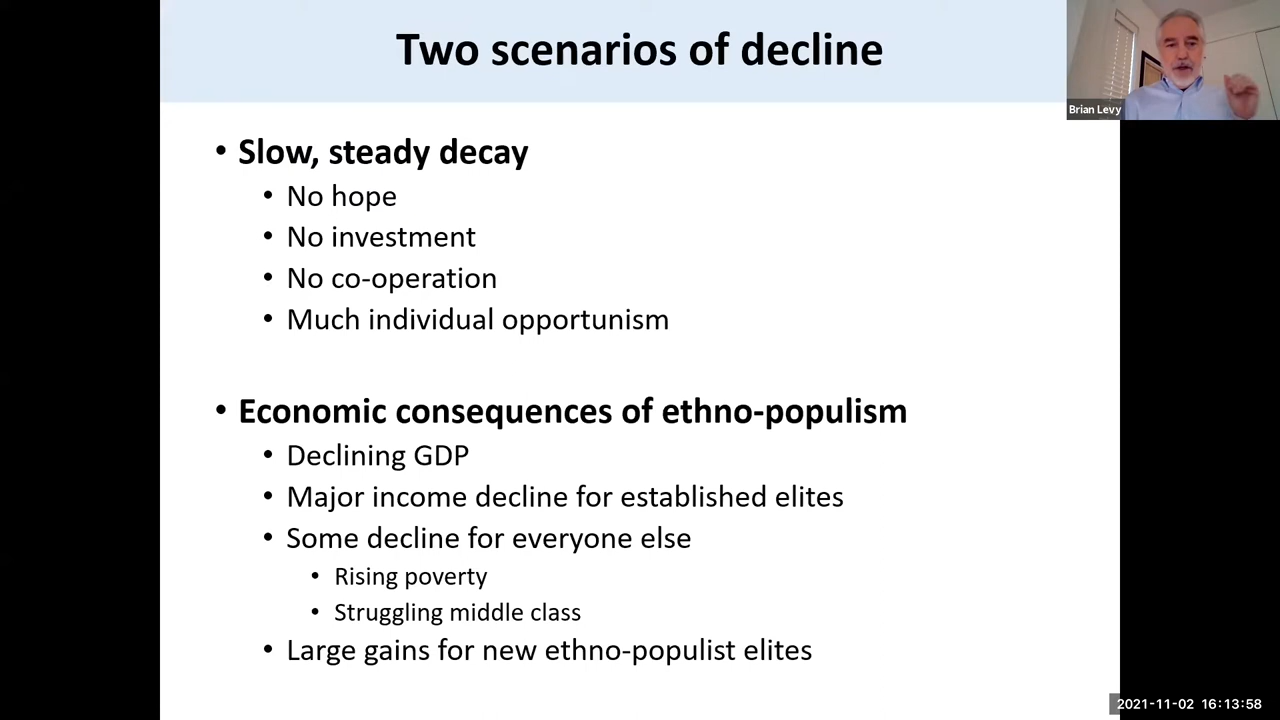 Two scenarios of decline
Brian Levy
• Slow, steady decay
• No hope
• No investment
• No co-operation
• Much individual opportunism
• Economic consequences of ethno-populism
• Declining GDP
• Major income decline for established elites
• Some decline for everyone else
• Rising poverty
• Struggling middle class
• Large gains for new ethno-populist elites
2021-11-02 16:13:58